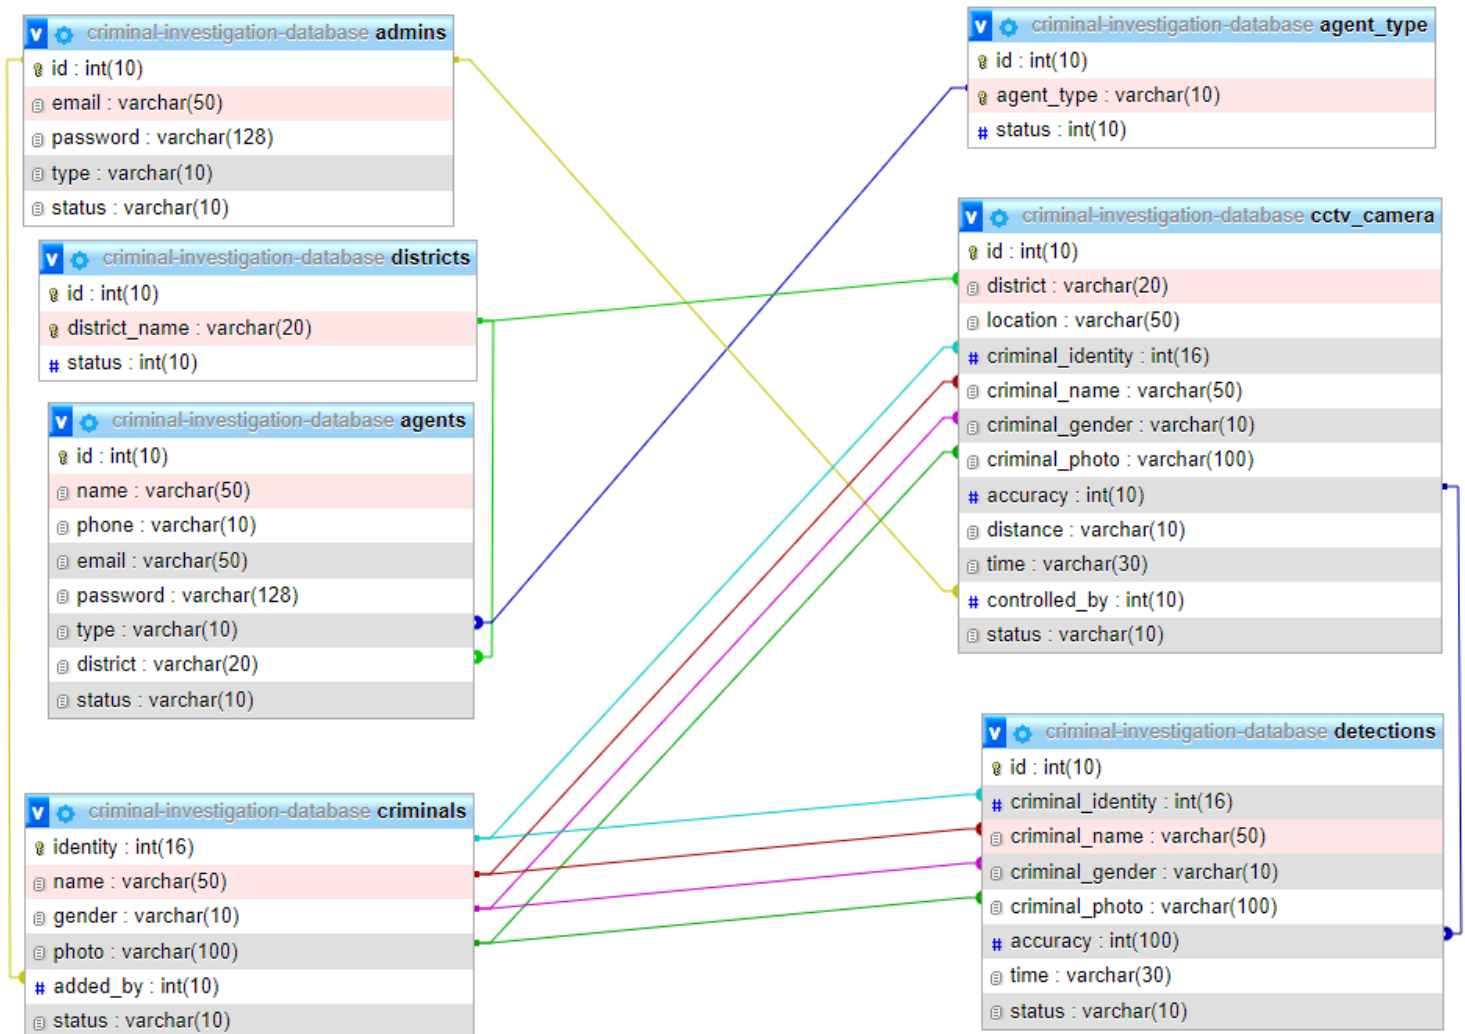 criminal-investigation-database admins
id : int(10)
email : varchar(50)
password : varchar(128)
type : varchar(10)
status : varchar(10)
criminal-investigation-database districts
id : int(10)
district_name : varchar(20)
# status : int(10)
criminal-investigation-database agents
id : int(10)
name : varchar(50)
phone : varchar(10)
email : varchar(50)
password : varchar(128)
type : varchar(10)
district : varchar(20)
status : varchar(10)
criminal-investigation-database criminals
identity : int(16)
name : varchar(50)
gender : varchar(10)
photo : varchar(100)
# added_by : int(10)
status : varchar(10)
criminal-investigation-database agent_type
id : int(10)
agent_type : varchar(10)
# status : int(10)
criminal-investigation-database cctv_camera
id : int(10)
district : varchar(20)
location : varchar(50)
# criminal_identity : int(16)
criminal_name : varchar(50)
criminal_gender : varchar(10)
criminal_photo : varchar(100)
# accuracy : int(10)
distance : varchar(10)
time : varchar(30)
# controlled_by : int(10)
status : varchar(10)
criminal-investigation-database detections
id : int(10)
# criminal_identity : int(16)
criminal_name : varchar(50)
criminal_gender : varchar(10)
criminal_photo : varchar(100)
# accuracy : int(100)
time : varchar(30)
status : varchar(10)